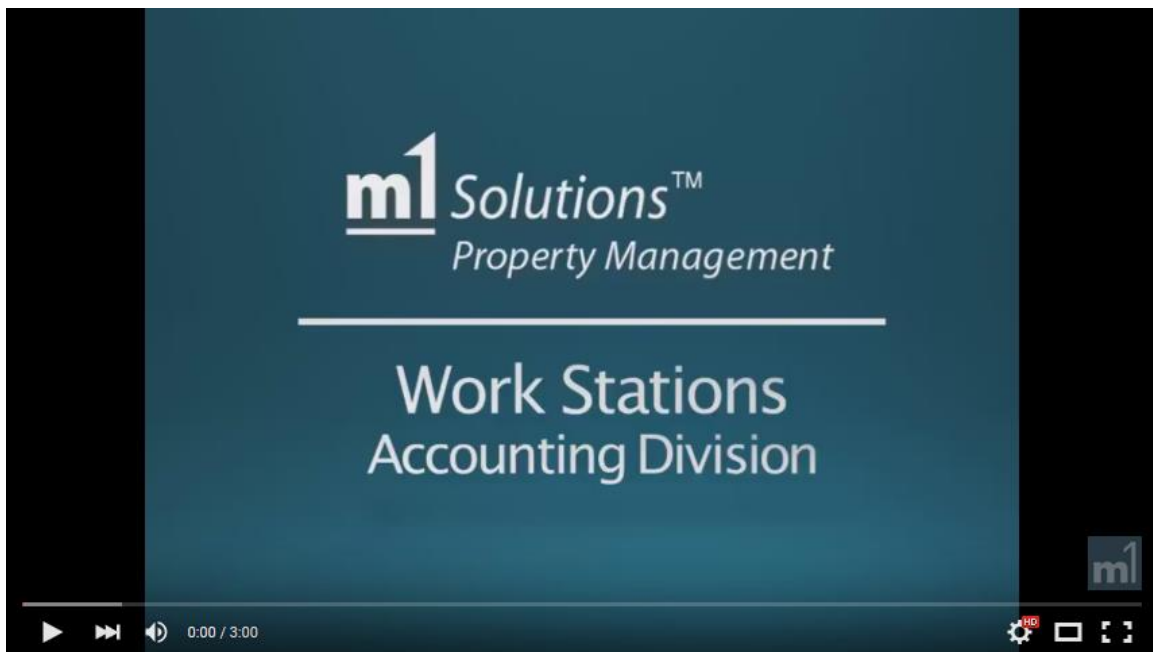 m1 Solutions™
Property Management
Work Stations
Accounting Division
m1
0:00 / 3:00
HD